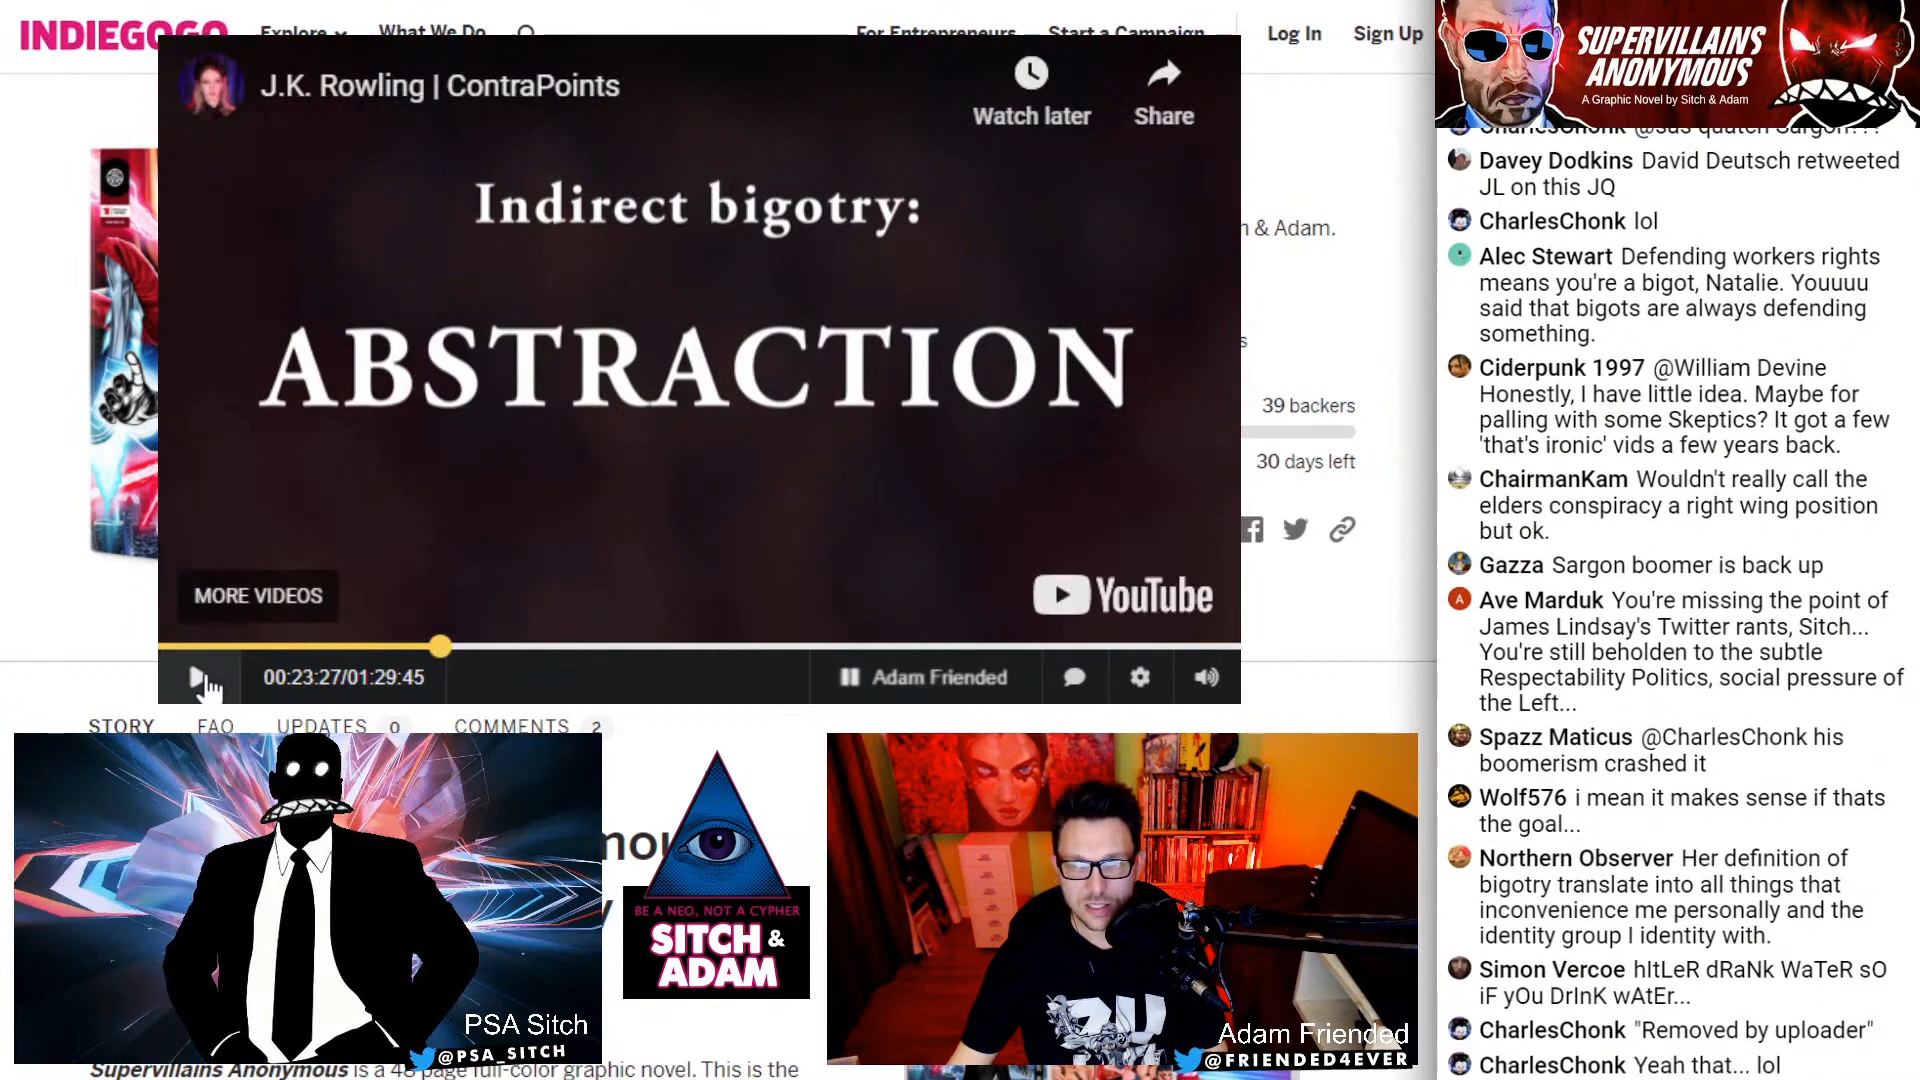 INDIEGOGO
Explore
What We Do
For Entrepreneurs
Start a Campaign
Log In
Sign Up
J.K. Rowling | ContraPoints
Watch later
Share
Indirect bigotry:
ABSTRACTION
MORE VIDEOS
YouTube
00:23:27/01:29:45
Adam Friended
& Adam.
39 backers
30 days left
STORY
FAQ
UPDATES 0
COMMENTS 2
PSA Sitch
@PSA_SITCH
BE A NEO, NOT A CYPHER
SITCH &
ADAM
Adam Friended
@FRIENDED4EVER
Supervillains Anonymous is a 48 page full-color graphic novel. This is the
SUPERVILLAINS
ANONYMOUS
A Graphic Novel by Sitch & Adam
CharlesChonk @sas quatch Sargon???
Davey Dodkins David Deutsch retweeted
JL on this JQ
CharlesChonk lol
Alec Stewart Defending workers rights
means you're a bigot, Natalie. Youuuu
said that bigots are always defending
something.
Ciderpunk 1997 @William Devine
Honestly, I have little idea. Maybe for
palling with some Skeptics? It got a few
'that's ironic' vids a few years back.
ChairmanKam Wouldn't really call the
elders conspiracy a right wing position
but ok.
Gazza Sargon boomer is back up
Ave Marduk You're missing the point of
James Lindsay's Twitter rants, Sitch...
You're still beholden to the subtle
Respectability Politics, social pressure of
the Left...
Spazz Maticus @CharlesChonk his
boomerism crashed it
Wolf576 i mean it makes sense if thats
the goal...
Northern Observer Her definition of
bigotry translate into all things that
inconvenience me personally and the
identity group I identity with.
Simon Vercoe hItLeR dRaNk WaTeR sO
iF yOu DrInK wAtEr...
CharlesChonk "Removed by uploader"
CharlesChonk Yeah that... lol